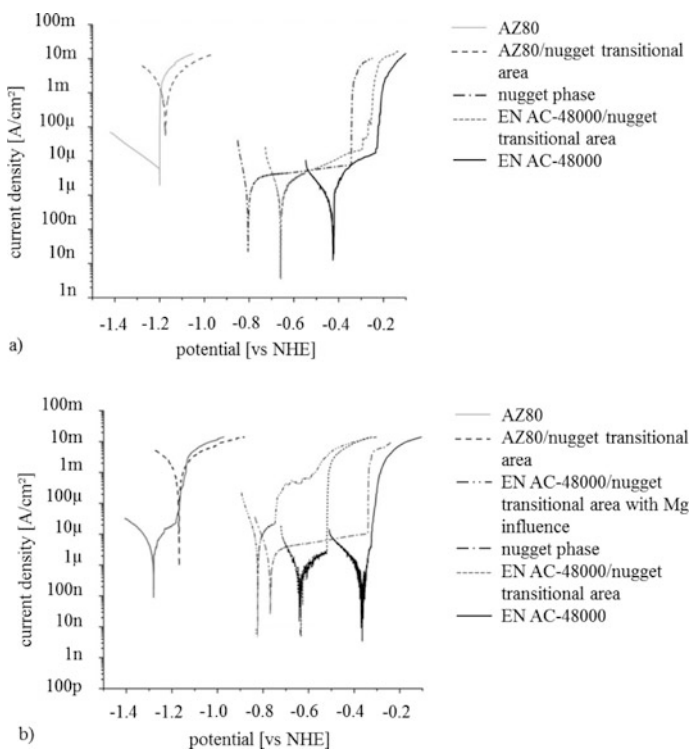 100m
10m
1m
100µ
10µ
1µ
100n
10n
1n
current density [A/cm²]
-1.4 -1.2 -1.0 -0.8 -0.6 -0.4 -0.2
potential [vs NHE]
a)
AZ80
AZ80/nugget transitional
area
nugget phase
EN AC-48000/nugget
transitional area
EN AC-48000
100m
10m
1m
100µ
10µ
1µ
100n
10n
1n
100p
current density [A/cm²]
-1.4 -1.2 -1.0 -0.8 -0.6 -0.4 -0.2
potential [vs NHE]
b)
AZ80
AZ80/nugget transitional
area
EN AC-48000/nugget
transitional area with Mg
influence
nugget phase
EN AC-48000/nugget
transitional area
EN AC-48000